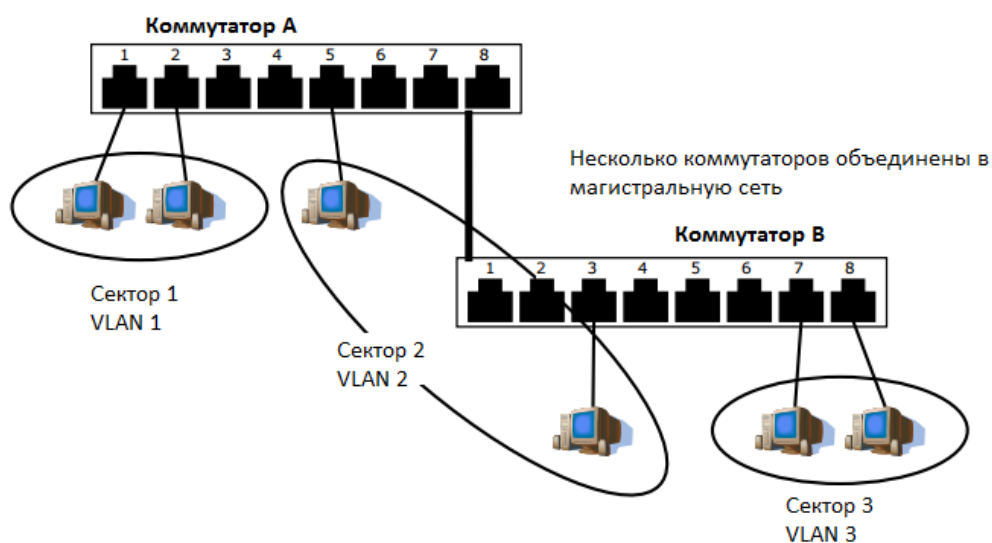 Коммутатор A
1 2 3 4 5 6 7 8
Несколько коммутаторов объединены в
магистральную сеть
Коммутатор B
1 2 3 4 5 6 7 8
Сектор 1
VLAN 1
Сектор 2
VLAN 2
Сектор 3
VLAN 3